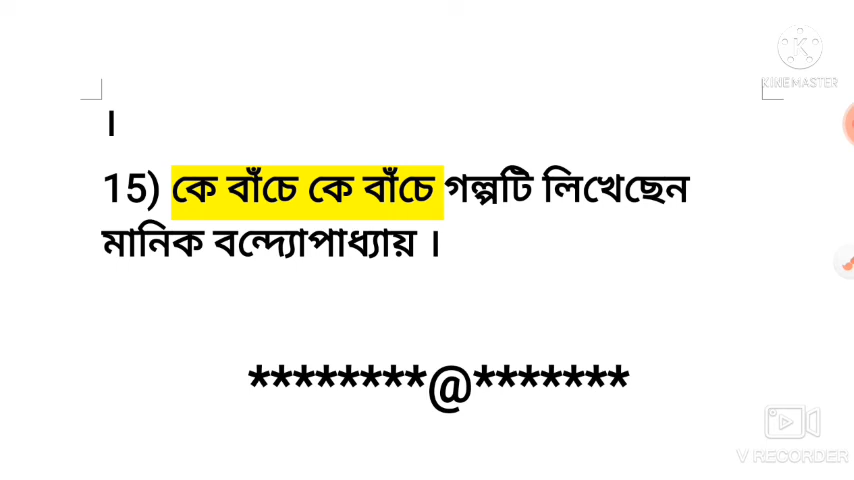 KINEMASTER
।
15) কে বাঁচে কে বাঁচে গল্পটি লিখেছেন
মানিক বন্দ্যোপাধ্যায় ।
********@*******
V RECORDER